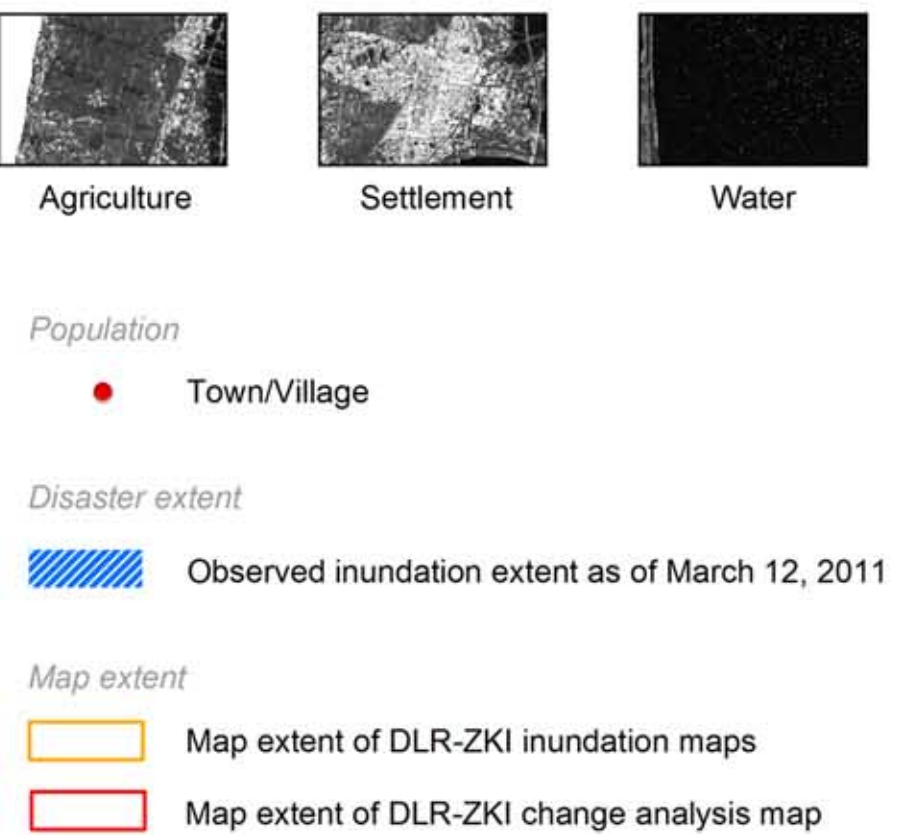 Agriculture
Settlement
Water
Population
Town/Village
Disaster extent
Observed inundation extent as of March 12, 2011
Map extent
Map extent of DLR-ZKI inundation maps
Map extent of DLR-ZKI change analysis map